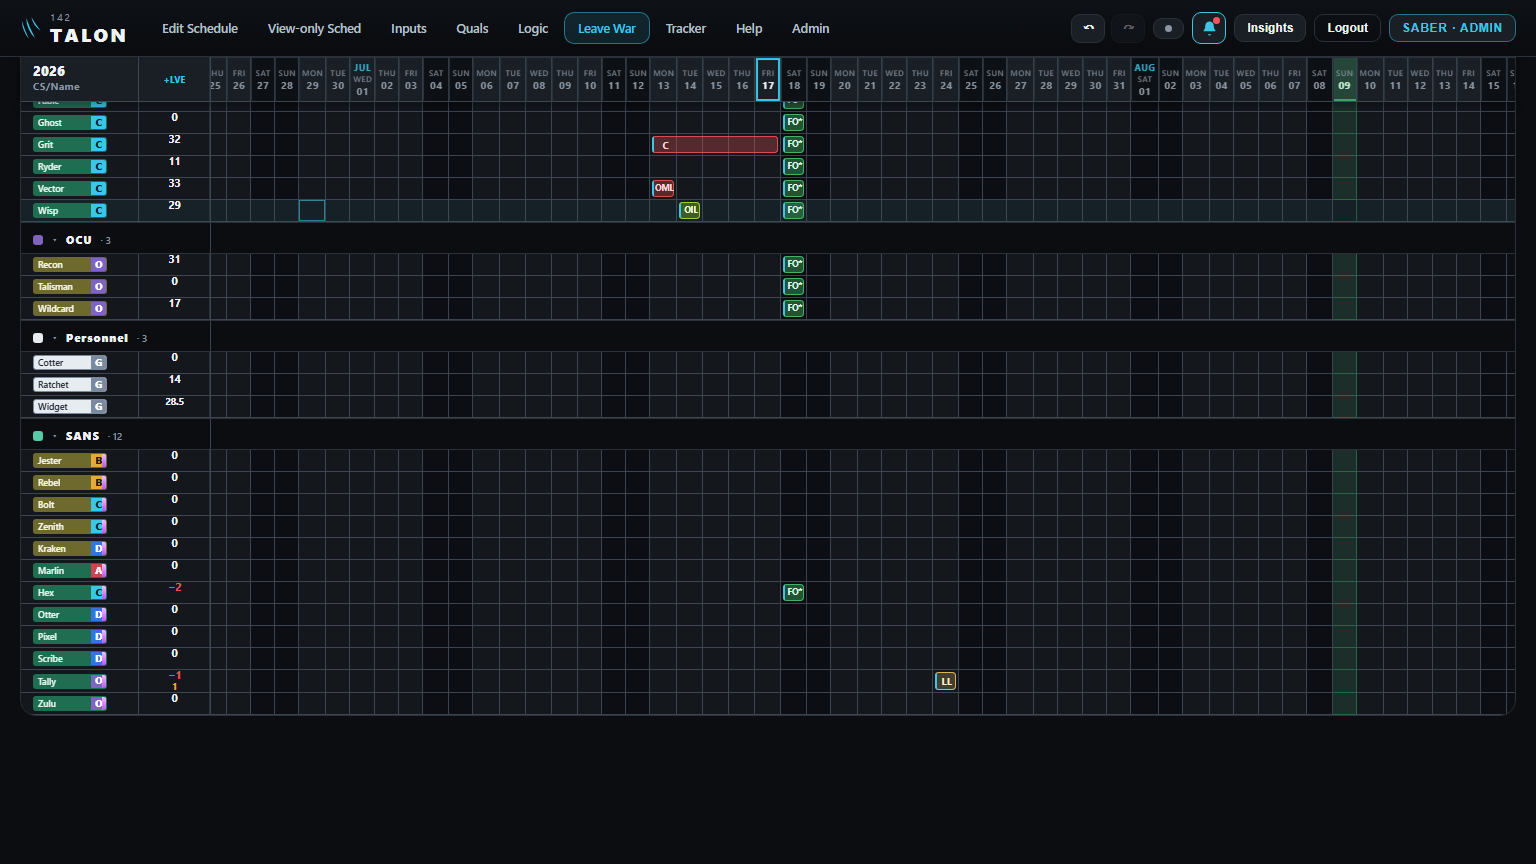 142
TALON
Edit Schedule View-only Sched Inputs Quals Logic Leave War Tracker Help Admin
Insights Logout SABER · ADMIN
2026
CS/Name
+LVE
FRI 26 SAT 27 SUN 28 MON 29 TUE 30 JUL WED 01 THU 02 FRI 03 SAT 04 SUN 05 MON 06 TUE 07 WED 08 THU 09 FRI 10 SAT 11 SUN 12 MON 13 TUE 14 WED 15 THU 16 FRI 17 SAT 18 SUN 19 MON 20 TUE 21 WED 22 THU 23 FRI 24 SAT 25 SUN 26 MON 27 TUE 28 WED 29 THU 30 FRI 31 AUG SAT 01 SUN 02 MON 03 TUE 04 WED 05 THU 06 FRI 07 SAT 08 SUN 09 MON 10 TUE 11 WED 12 THU 13 FRI 14 SAT 15
Ghost C 0 FO*
Grit C 32 C FO*
Ryder C 11 FO*
Vector C 33 OML FO*
Wisp C 29 OIL FO*
OCU · 3
Recon O 31 FO*
Talisman O 0 FO*
Wildcard O 17 FO*
Personnel · 3
Cotter G 0
Ratchet G 14
Widget G 28.5
SANS · 12
Jester B 0
Rebel B 0
Bolt C 0
Zenith C 0
Kraken D 0
Marlin A 0
Hex C −2 FO*
Otter D 0
Pixel D 0
Scribe D 0
Tally O −1 1 LL
Zulu O 0